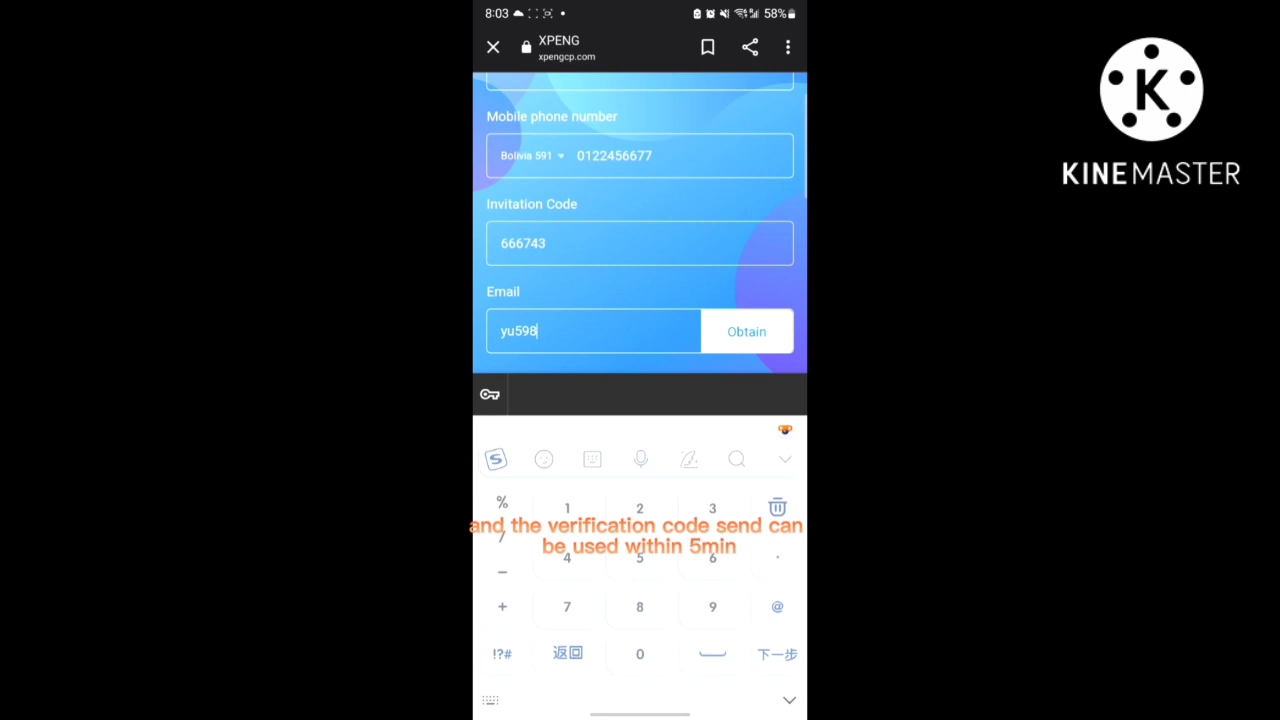 8:03
58%
XPENG
xpengcp.com
K
KINEMASTER
Mobile phone number
Bolivia 591 0122456677
Invitation Code
666743
Email
yu598
Obtain
S
% 1 2 3
and the verification code send can
be used within 5min
/
4 5 6 .
–
+ 7 8 9 @
!?# 返回 0 下一步